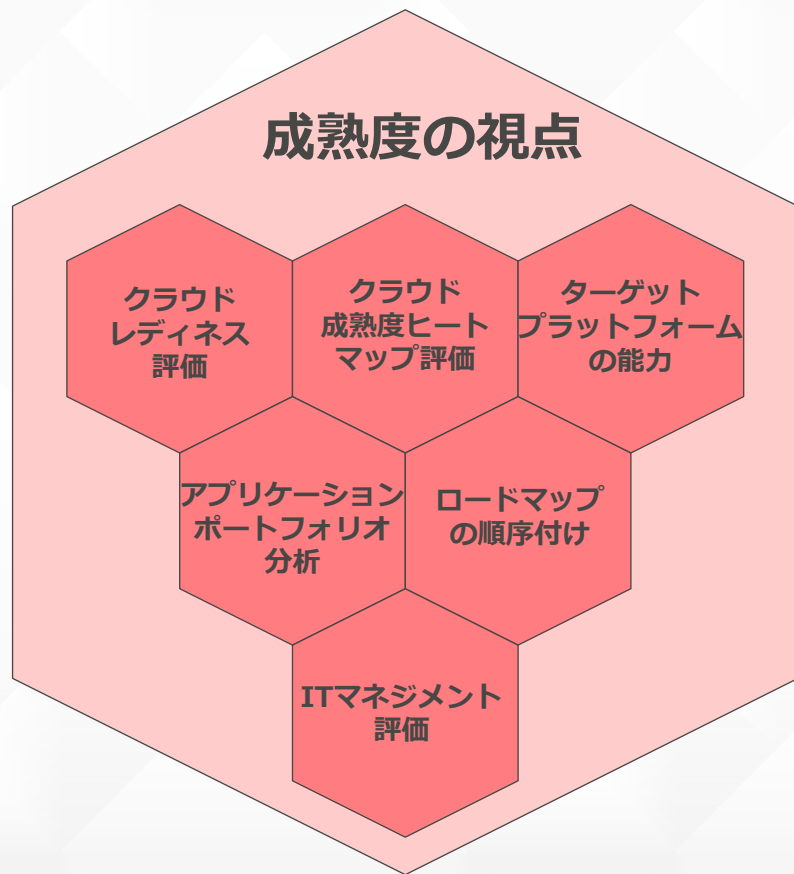 成熟度の視点
クラウド
レディネス
評価
クラウド
成熟度ヒート
マップ評価
ターゲット
プラットフォーム
の能力
アプリケーション
ポートフォリオ
分析
ロードマップ
の順序付け
ITマネジメント
評価